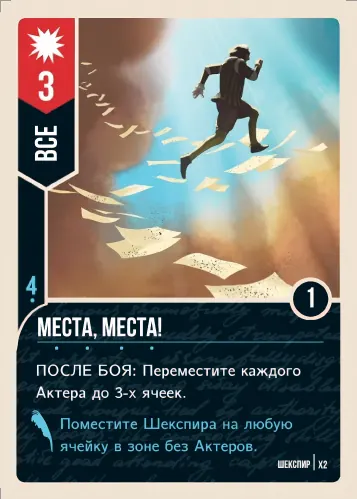 3
ВСЕ
4
1
МЕСТА, МЕСТА!
ПОСЛЕ БОЯ: Переместите каждого
Актера до 3-х ячеек.
Поместите Шекспира на любую
ячейку в зоне без Актеров.
ШЕКСПИР | X2